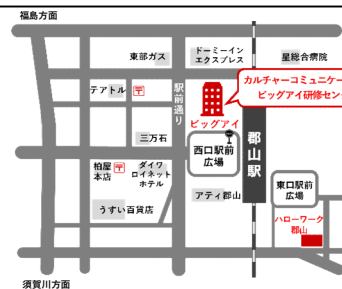 福島方面
東部ガス
ドーミーイン
エクスプレス
星総合病院
カルチャーコミュニケー
ビッグアイ研修セン
テアトル
〒
駅前通り
ビッグアイ
三万石
西口駅前
広場
郡山駅
柏屋
本店
〒
ダイワ
ロイネット
ホテル
東口駅前
広場
アティ郡山
うすい百貨店
ハローワーク
郡山
須賀川方面